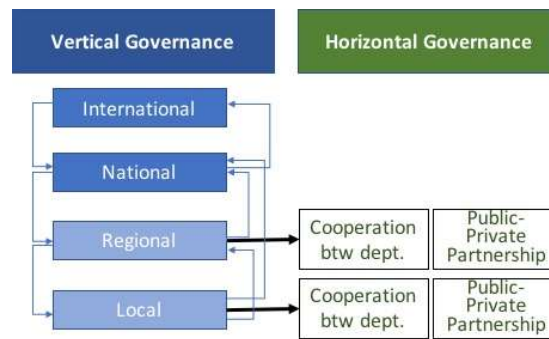 Vertical Governance
Horizontal Governance
International
National
Regional
Cooperation
btw dept.
Public-
Private
Partnership
Local
Cooperation
btw dept.
Public-
Private
Partnership